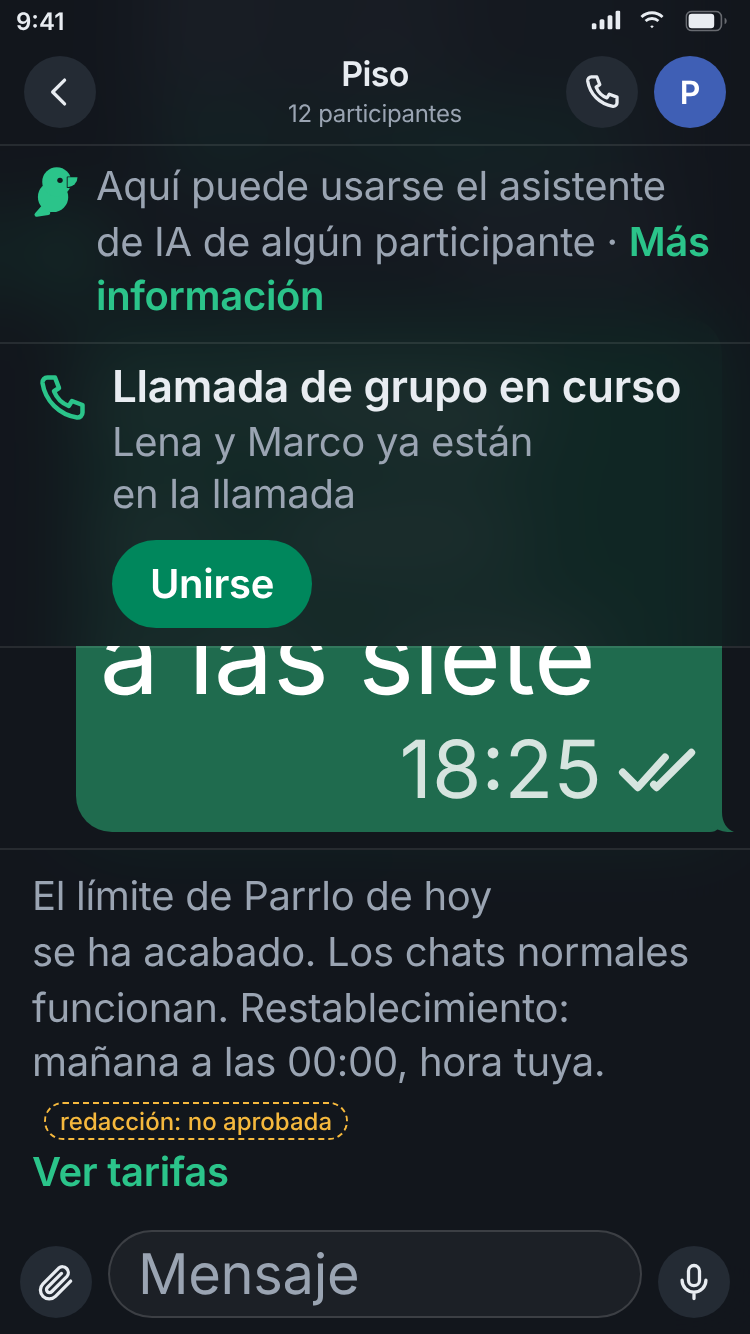 9:41
Piso
12 participantes
P
Aquí puede usarse el asistente
de IA de algún participante · Más
información
Llamada de grupo en curso
Lena y Marco ya están
en la llamada
Unirse
a las siete
18:25
El límite de Parrlo de hoy
se ha acabado. Los chats normales
funcionan. Restablecimiento:
mañana a las 00:00, hora tuya.
redacción: no aprobada
Ver tarifas
Mensaje